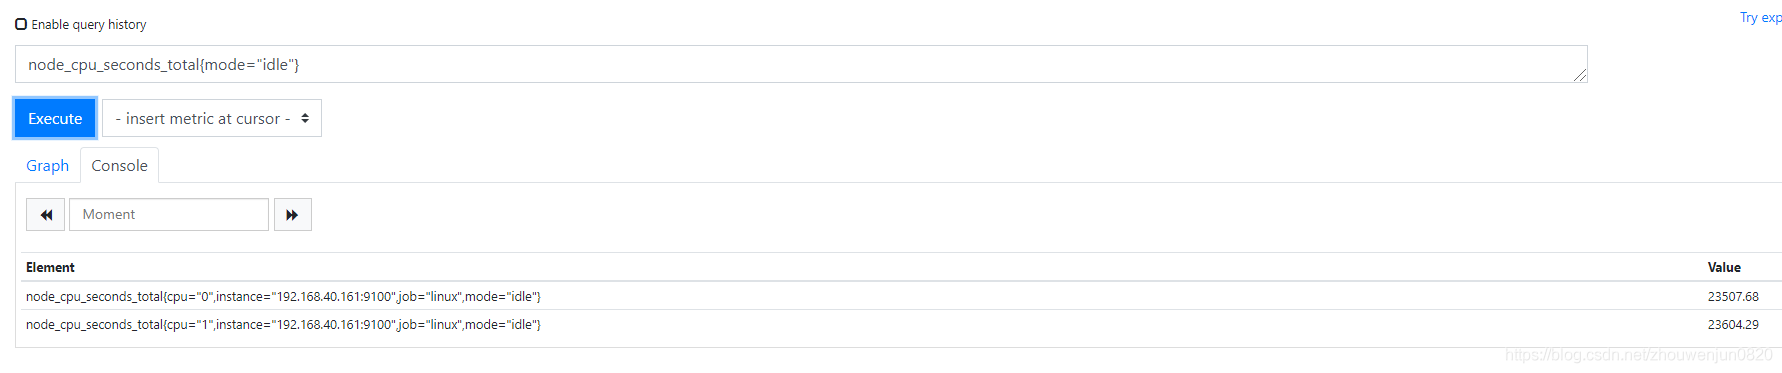 Enable query history
Try exp
node_cpu_seconds_total{mode="idle"}
Execute
- insert metric at cursor -
Graph
Console
Moment
Element
Value
node_cpu_seconds_total{cpu="0",instance="192.168.40.161:9100",job="linux",mode="idle"}
23507.68
node_cpu_seconds_total{cpu="1",instance="192.168.40.161:9100",job="linux",mode="idle"}
23604.29
https://blog.csdn.net/zhouwenjun0820